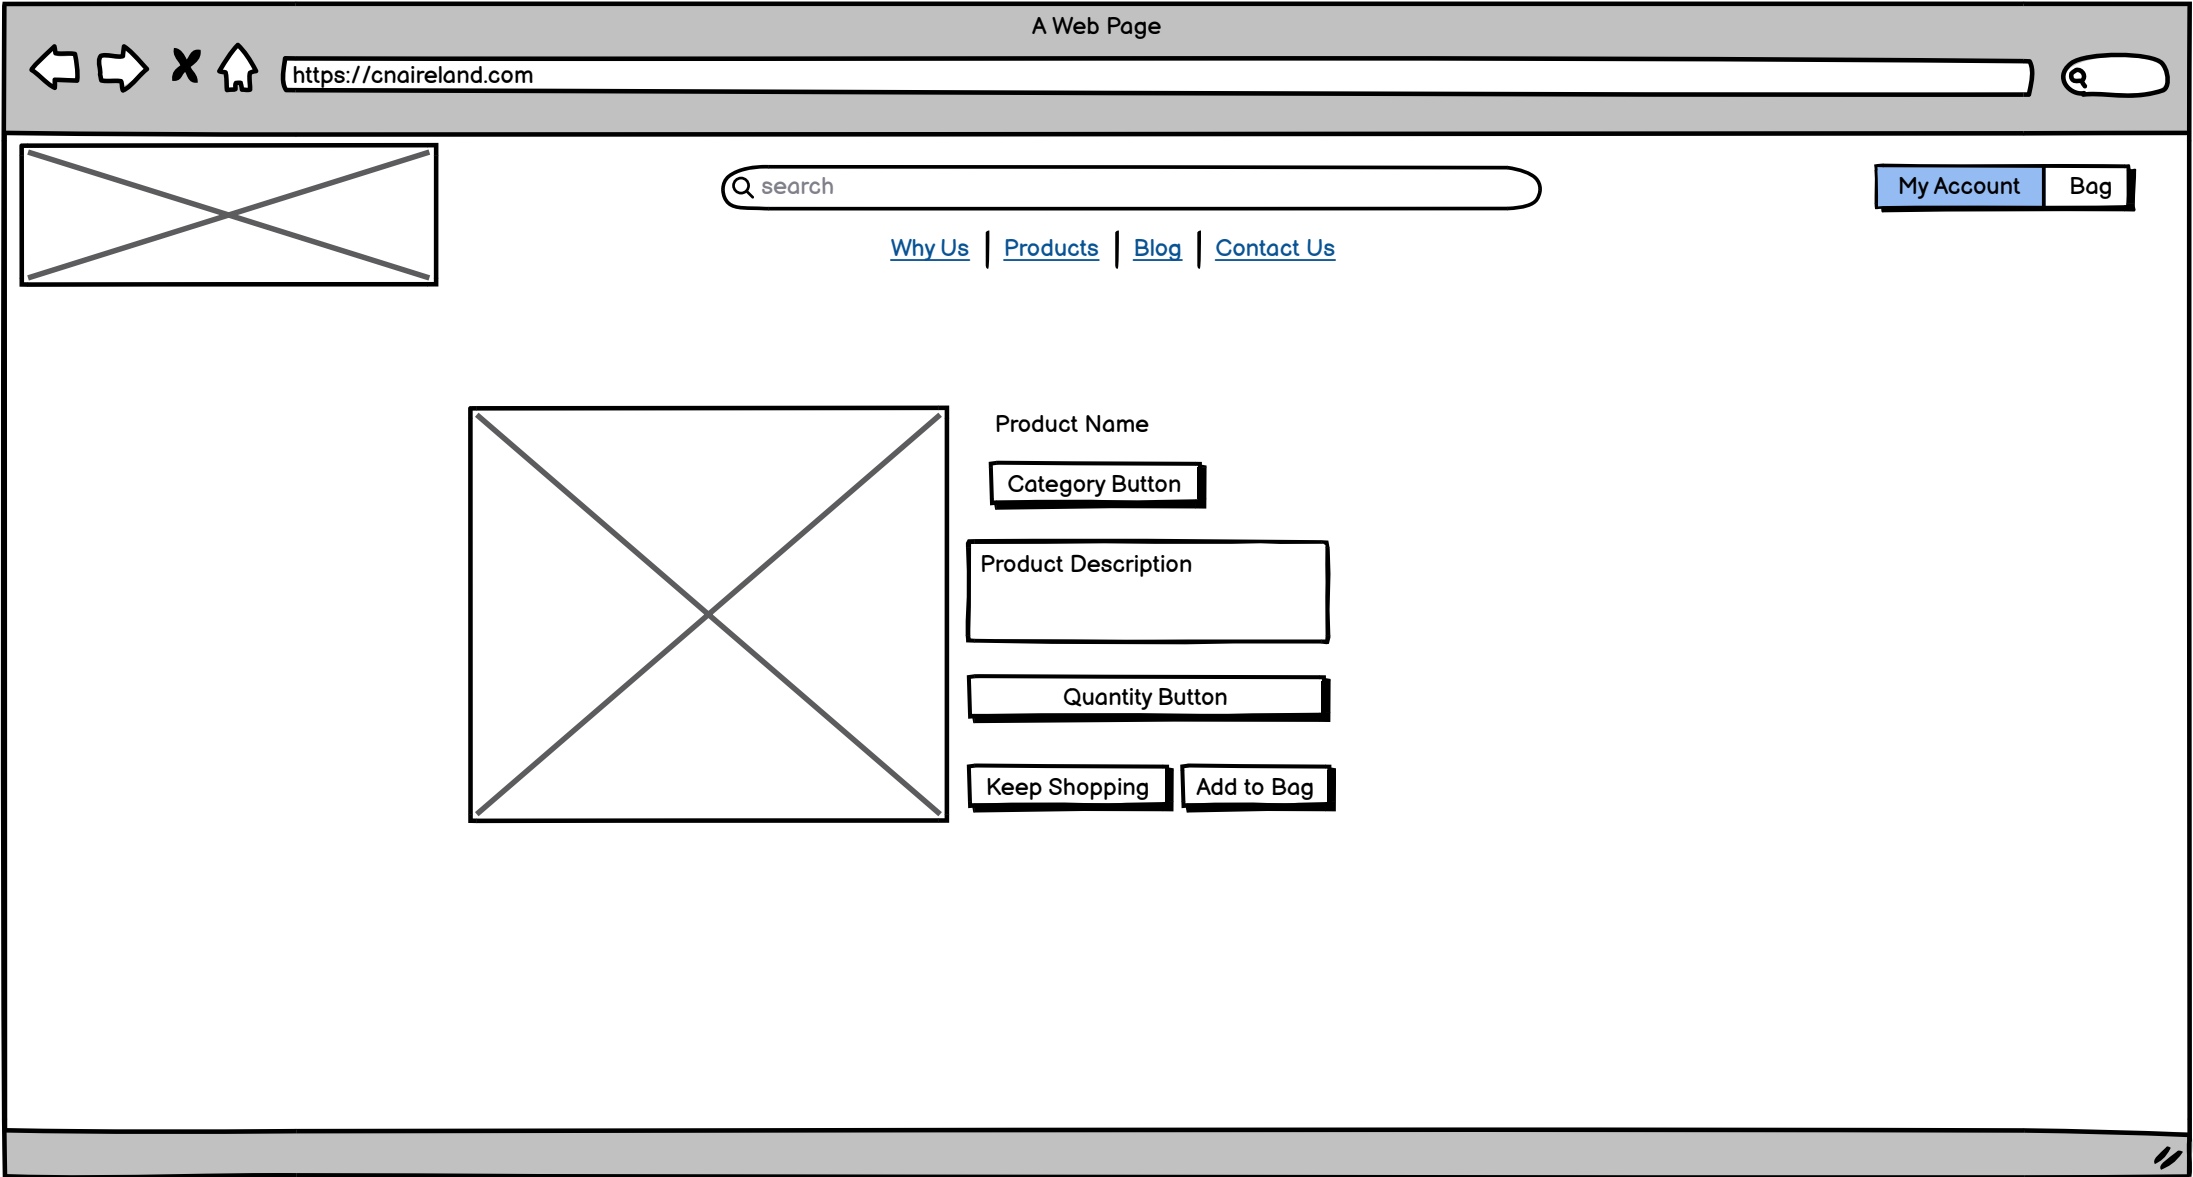 A Web Page
https://cnaireland.com
search
My Account
Bag
Why Us
Products
Blog
Contact Us
Product Name
Category Button
Product Description
Quantity Button
Keep Shopping
Add to Bag